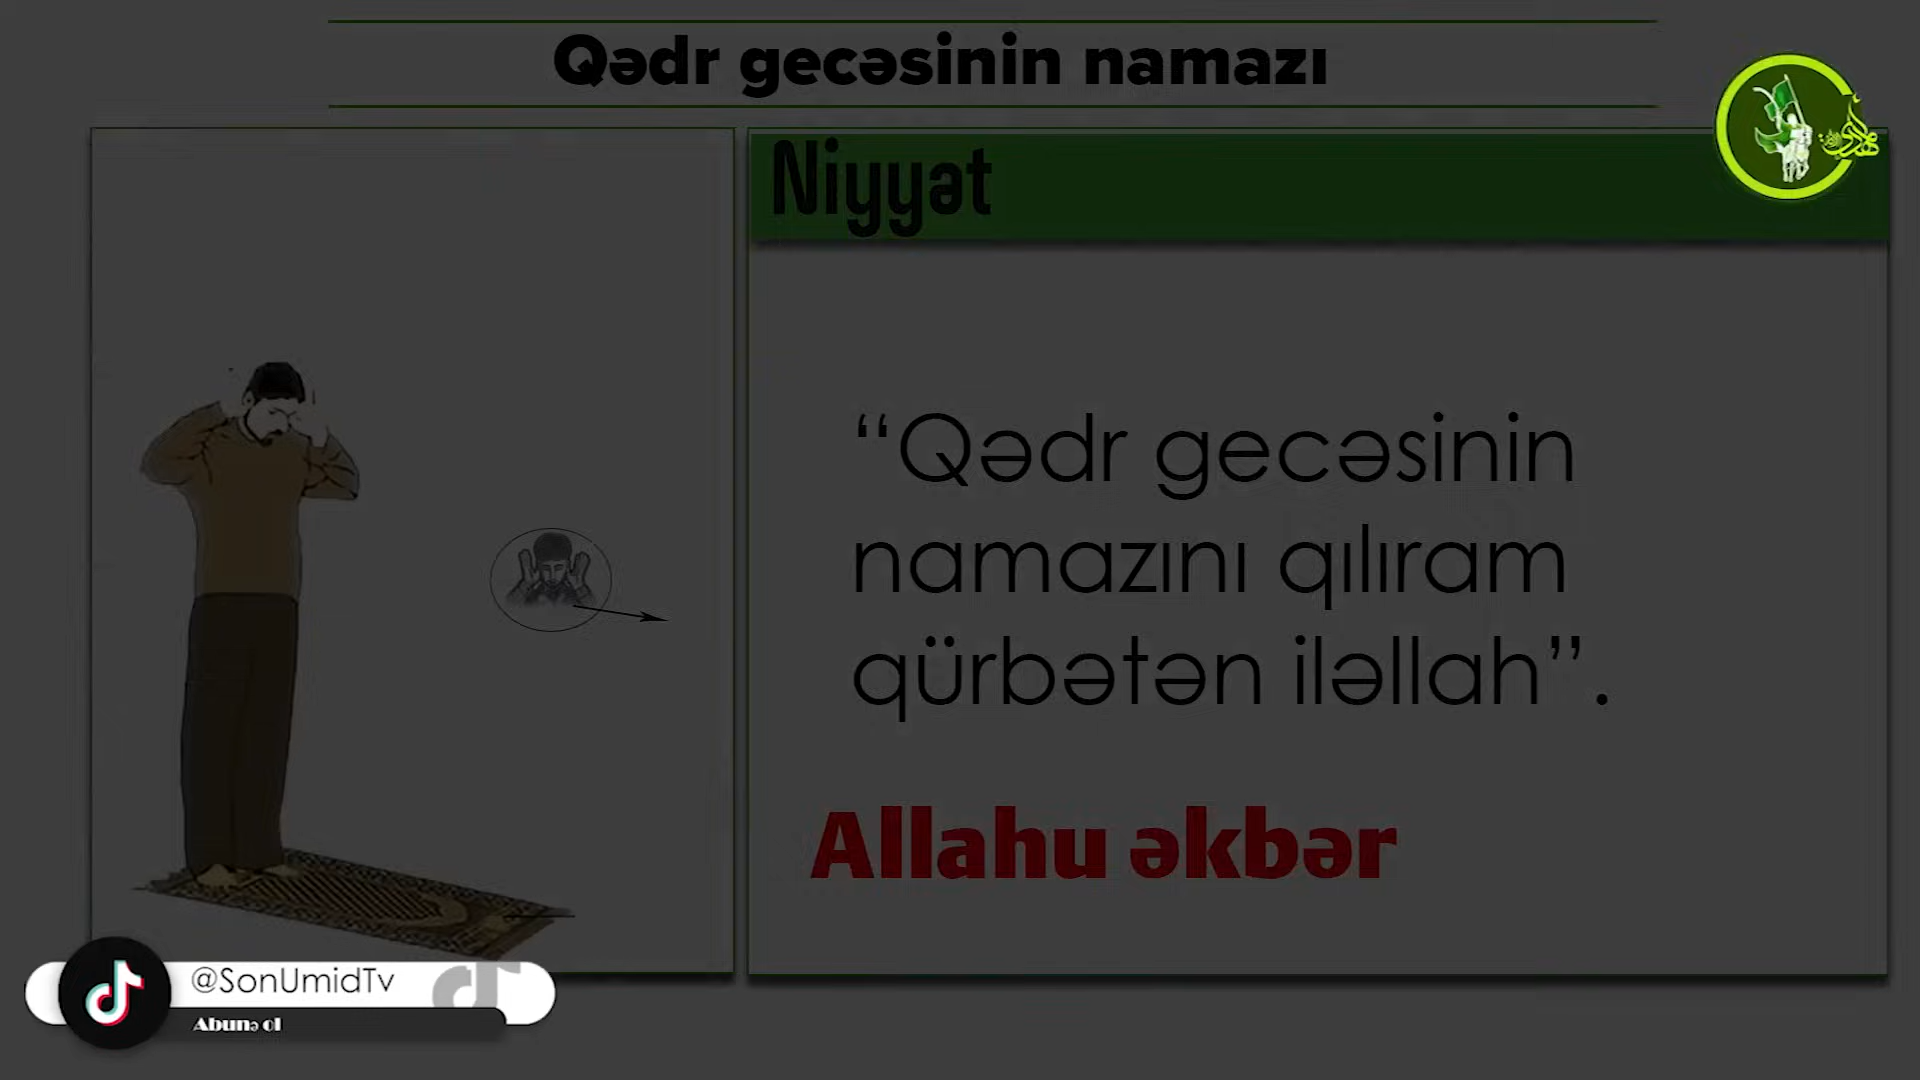 Qədr gecəsinin namazı
Niyyət
“Qədr gecəsinin
namazını qılıram
qürbətən iləllah”.
Allahu əkbər
@SonUmidTv
Abunə ol